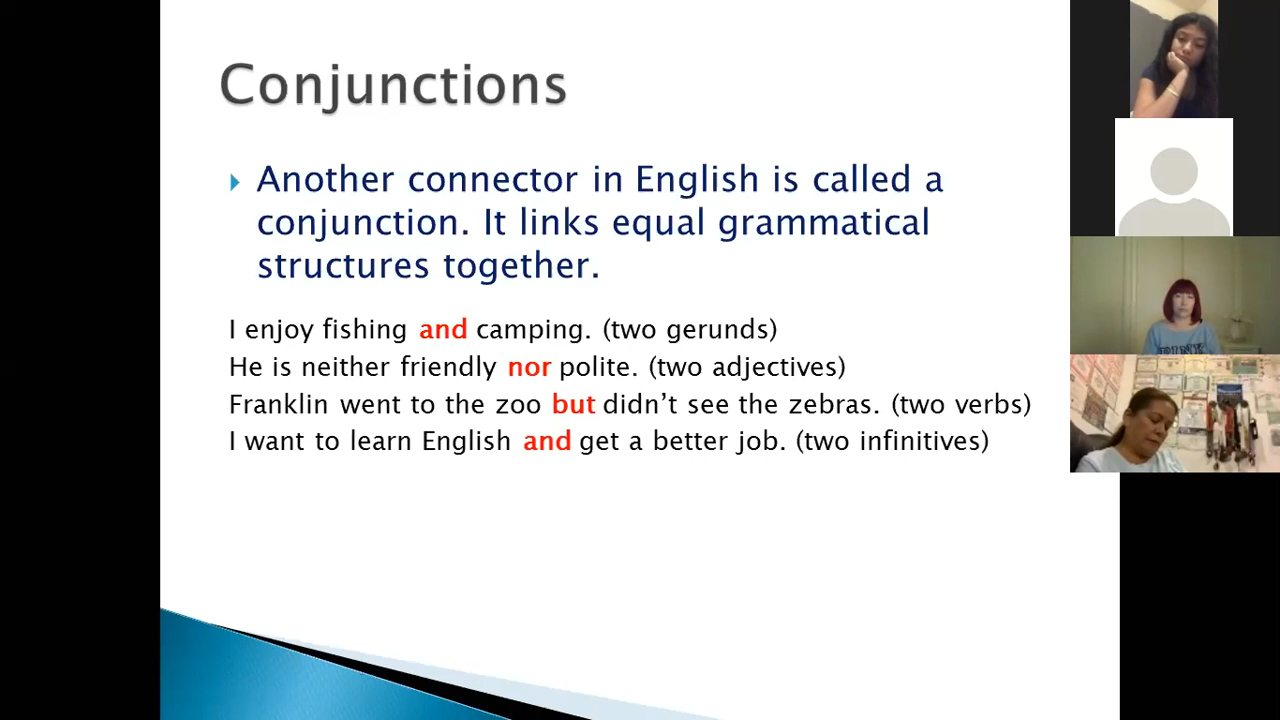 Conjunctions
Another connector in English is called a
conjunction. It links equal grammatical
structures together.
I enjoy fishing and camping. (two gerunds)
He is neither friendly nor polite. (two adjectives)
Franklin went to the zoo but didn’t see the zebras. (two verbs)
I want to learn English and get a better job. (two infinitives)
PINK